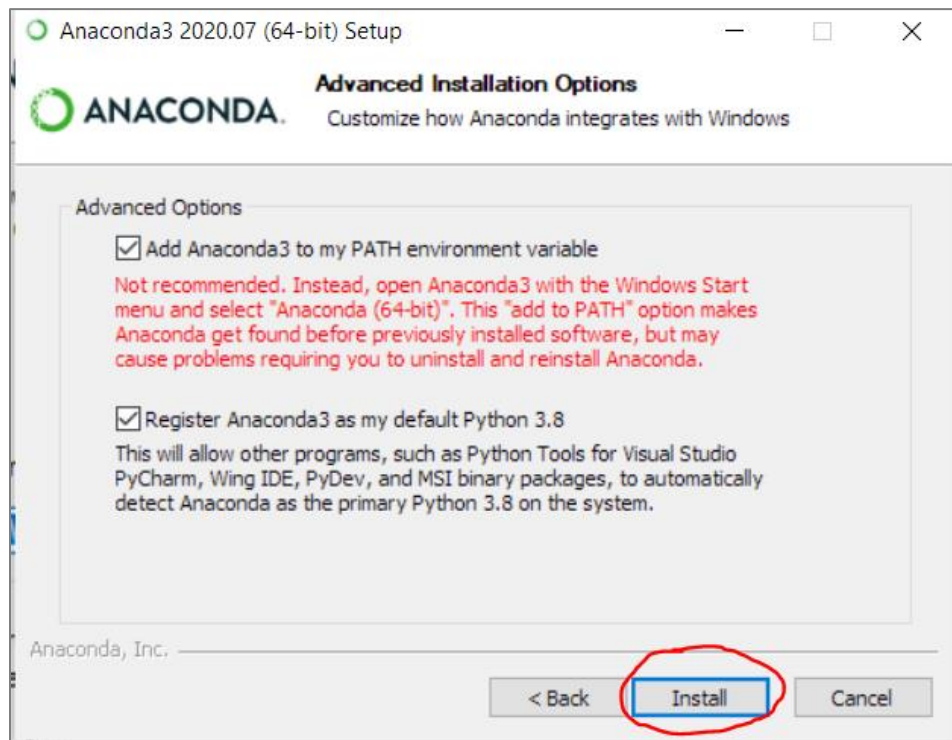 Anaconda3 2020.07 (64-bit) Setup
Advanced Installation Options
ANACONDA.
Customize how Anaconda integrates with Windows
Advanced Options
Add Anaconda3 to my PATH environment variable
Not recommended. Instead, open Anaconda3 with the Windows Start
menu and select "Anaconda (64-bit)". This "add to PATH" option makes
Anaconda get found before previously installed software, but may
cause problems requiring you to uninstall and reinstall Anaconda.
Register Anaconda3 as my default Python 3.8
This will allow other programs, such as Python Tools for Visual Studio
PyCharm, Wing IDE, PyDev, and MSI binary packages, to automatically
detect Anaconda as the primary Python 3.8 on the system.
Anaconda, Inc.
< Back Install Cancel